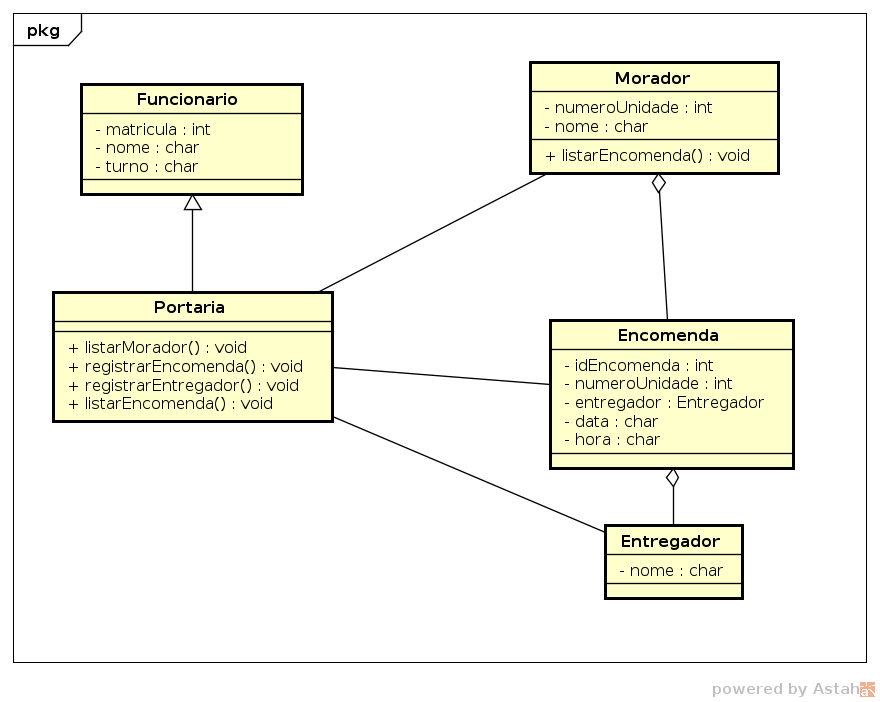 pkg
Funcionario
- matricula : int
- nome : char
- turno : char
Morador
- numeroUnidade : int
- nome : char
+ listarEncomenda() : void
Portaria
+ listarMorador() : void
+ registrarEncomenda() : void
+ registrarEntregador() : void
+ listarEncomenda() : void
Encomenda
- idEncomenda : int
- numeroUnidade : int
- entregador : Entregador
- data : char
- hora : char
Entregador
- nome : char
powered by Astah